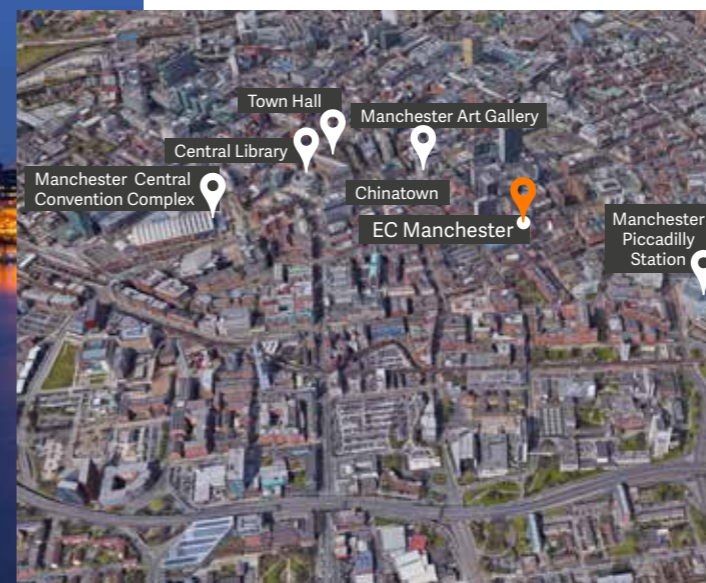 Town Hall
Manchester Art Gallery
Central Library
Manchester Central
Convention Complex
Chinatown
EC Manchester
Manchester
Piccadilly
Station